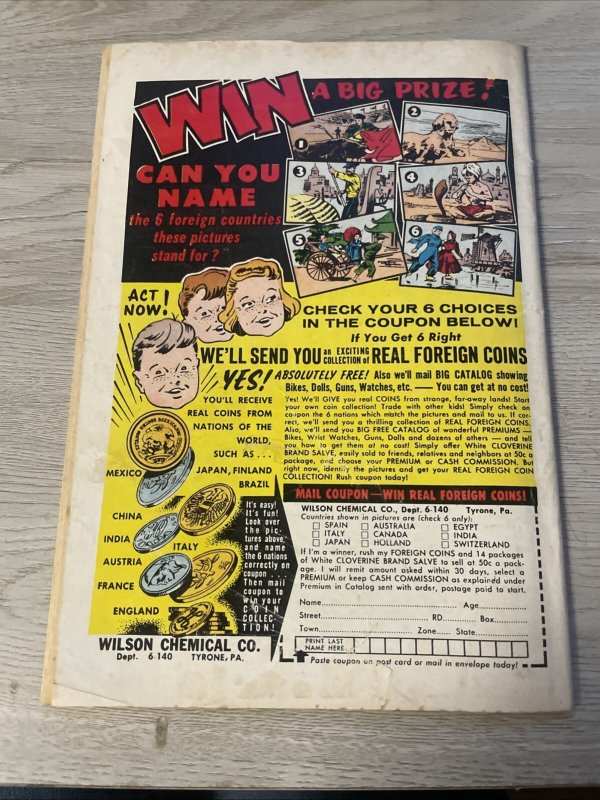 WIN
A BIG PRIZE!
CAN YOU
NAME
the 6 foreign countries
these pictures
stand for?
1
2
3
4
5
6
ACT
NOW!
CHECK YOUR 6 CHOICES
IN THE COUPON BELOW!
If You Get 6 Right
WE'LL SEND YOU an EXCITING COLLECTION of REAL FOREIGN COINS
YES!
ABSOLUTELY FREE! Also we'll mail BIG CATALOG showing
Bikes, Dolls, Guns, Watches, etc. — You can get at no cost!
YOU'LL RECEIVE
REAL COINS FROM
NATIONS OF THE
WORLD,
SUCH AS . . .
MEXICO
JAPAN, FINLAND
BRAZIL
CHINA
INDIA
ITALY
AUSTRIA
FRANCE
ENGLAND
Yes! We'll GIVE you real COINS from strange, far-away lands! Start
your own coin collection! Trade with other kids! Simply check on
coupon the 6 nations which match the pictures and mail to us. If cor-
rect, we'll send you a thrilling collection of REAL FOREIGN COINS.
Also, we'll send you BIG FREE CATALOG of wonderful PREMIUMS —
Bikes, Wrist Watches, Guns, Dolls and dozens of others — and tell
you how to get them at no cost! Simply offer White CLOVERINE
BRAND SALVE, easily sold to friends, relatives and neighbors at 50c a
package, and choose your PREMIUM or CASH COMMISSION. But
right now, identify the pictures and get your REAL FOREIGN COIN
COLLECTION! Rush coupon today!
It's easy!
It's fun!
Look over
the pic-
tures above
and name
the 6 nations
correctly on
coupon . . .
Then mail
coupon to
win your
COIN
COLLEC-
TION!
WILSON CHEMICAL CO.
Dept. 6-140 TYRONE, PA.
MAIL COUPON—WIN REAL FOREIGN COINS!
WILSON CHEMICAL CO., Dept. 6-140 Tyrone, Pa.
Countries shown in pictures are (check 6 only):
☐ SPAIN ☐ AUSTRALIA ☐ EGYPT
☐ ITALY ☐ CANADA ☐ INDIA
☐ JAPAN ☐ HOLLAND ☐ SWITZERLAND
If I'm a winner, rush my FOREIGN COINS and 14 packages
of White CLOVERINE BRAND SALVE to sell at 50c a pack-
age. I will remit amount asked within 30 days, select a
PREMIUM or keep CASH COMMISSION as explained under
Premium in Catalog sent with order, postage paid to start.
Name Age
Street RD. Box
Town Zone State
PRINT LAST
NAME HERE
Paste coupon on post card or mail in envelope today!